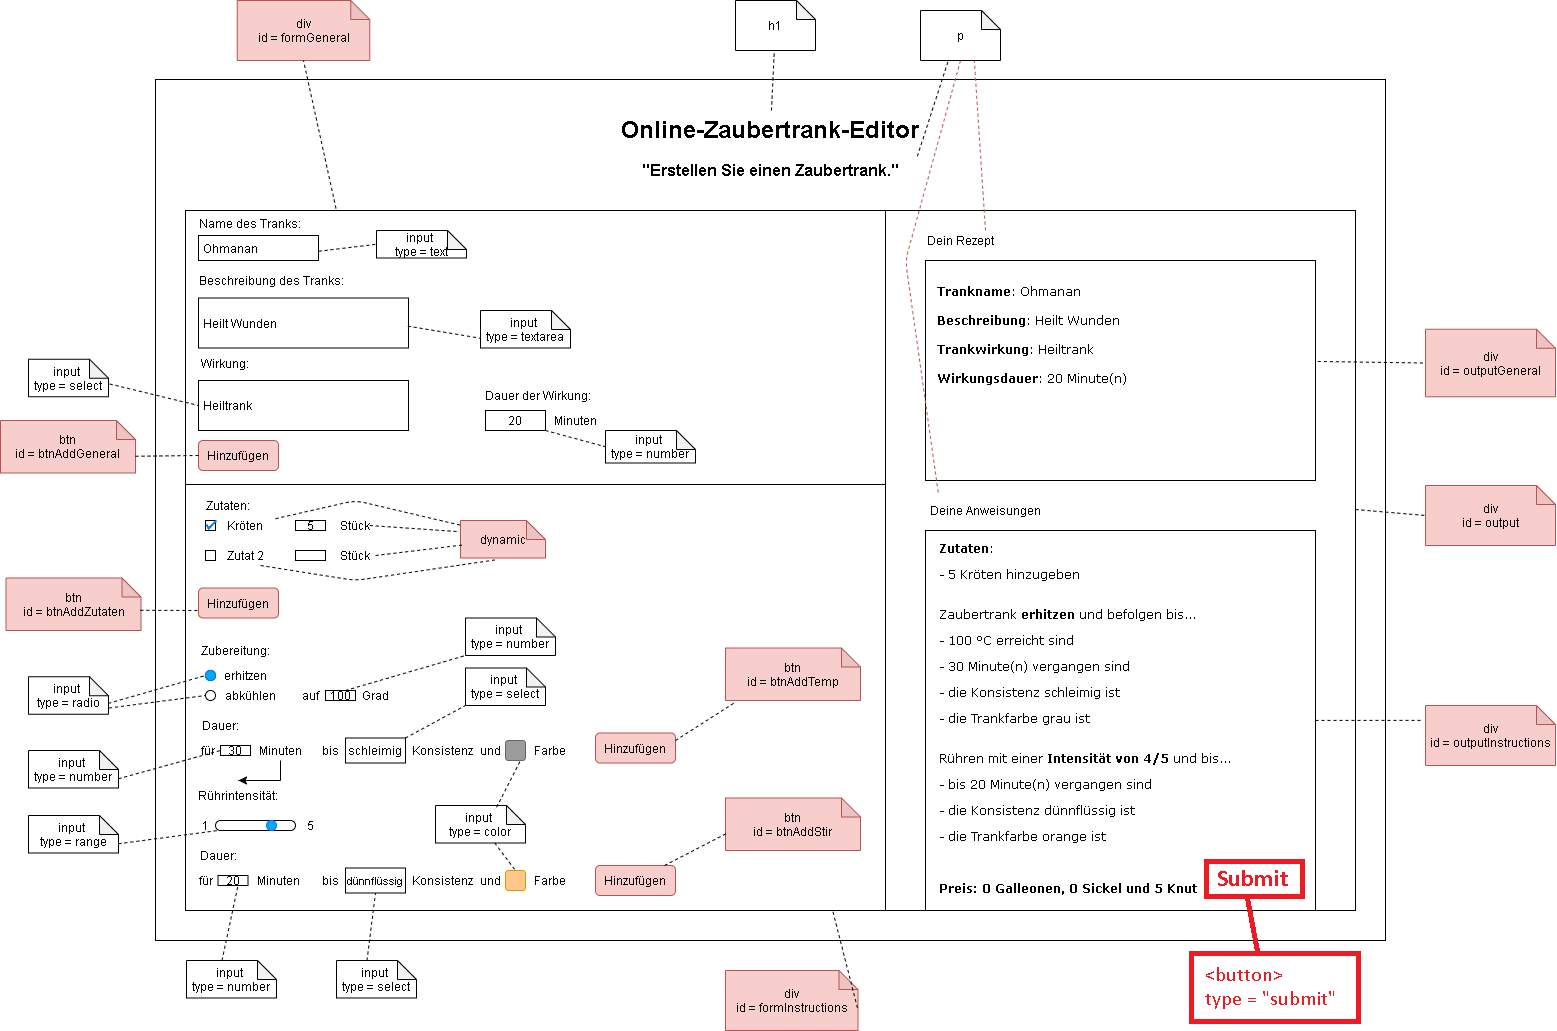 div
id = formGeneral
h1
p
Online-Zaubertrank-Editor
"Erstellen Sie einen Zaubertrank."
Name des Tranks:
Ohmanan
input
type = text
Beschreibung des Tranks:
Heilt Wunden
input
type = textarea
Wirkung:
input
type = select
Heiltrank
Dauer der Wirkung:
20 Minuten
input
type = number
btn
id = btnAddGeneral
Hinzufügen
Dein Rezept
Trankname: Ohmanan
Beschreibung: Heilt Wunden
Trankwirkung: Heiltrank
Wirkungsdauer: 20 Minute(n)
div
id = outputGeneral
Zutaten:
Kröten 5 Stück
Zutat 2 Stück
dynamic
btn
id = btnAddZutaten
Hinzufügen
div
id = output
Zubereitung:
input
type = number
erhitzen
abkühlen auf 100 Grad
input
type = radio
input
type = select
btn
id = btnAddTemp
Dauer:
für 30 Minuten bis schleimig Konsistenz und Farbe
Hinzufügen
input
type = number
Rührintensität:
1 5
input
type = range
input
type = color
btn
id = btnAddStir
Dauer:
für 20 Minuten bis dünnflüssig Konsistenz und Farbe
Hinzufügen
input
type = number
input
type = select
div
id = formInstructions
Deine Anweisungen
Zutaten:
- 5 Kröten hinzugeben
Zaubertrank erhitzen und befolgen bis...
- 100 °C erreicht sind
- 30 Minute(n) vergangen sind
- die Konsistenz schleimig ist
- die Trankfarbe grau ist
Rühren mit einer Intensität von 4/5 und bis...
- bis 20 Minute(n) vergangen sind
- die Konsistenz dünnflüssig ist
- die Trankfarbe orange ist
Preis: 0 Galleonen, 0 Sickel und 5 Knut
Submit
div
id = outputInstructions
<button>
type = "submit"